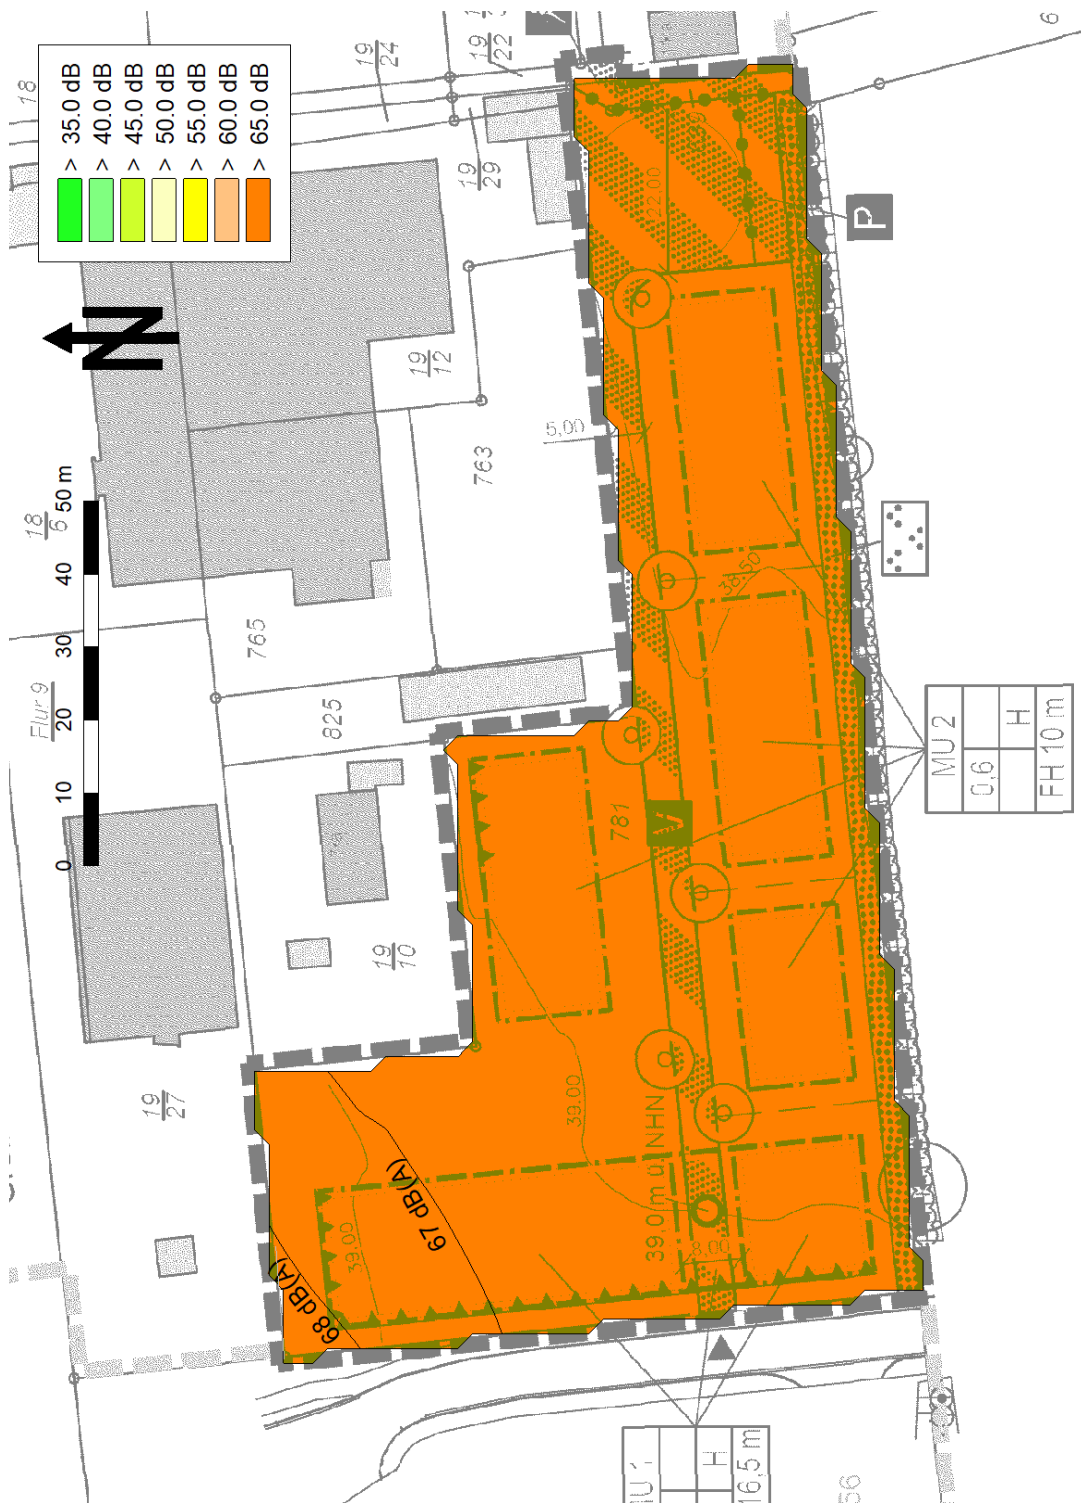 > 35.0 dB
> 40.0 dB
> 45.0 dB
> 50.0 dB
> 55.0 dB
> 60.0 dB
> 65.0 dB
N
0 10 20 30 40 50 m
Flur 9
18
18
6
19
24
19
22
19
29
19
12
19
10
19
27
763
765
825
781
6
5,00
22.00
38.50
39.00
39.00
39.0 m ü. NHN
8.00
67 dB(A)
68 dB(A)
V
P
MU 2
0,6
H
FH 10 m
H
16,5 m
56